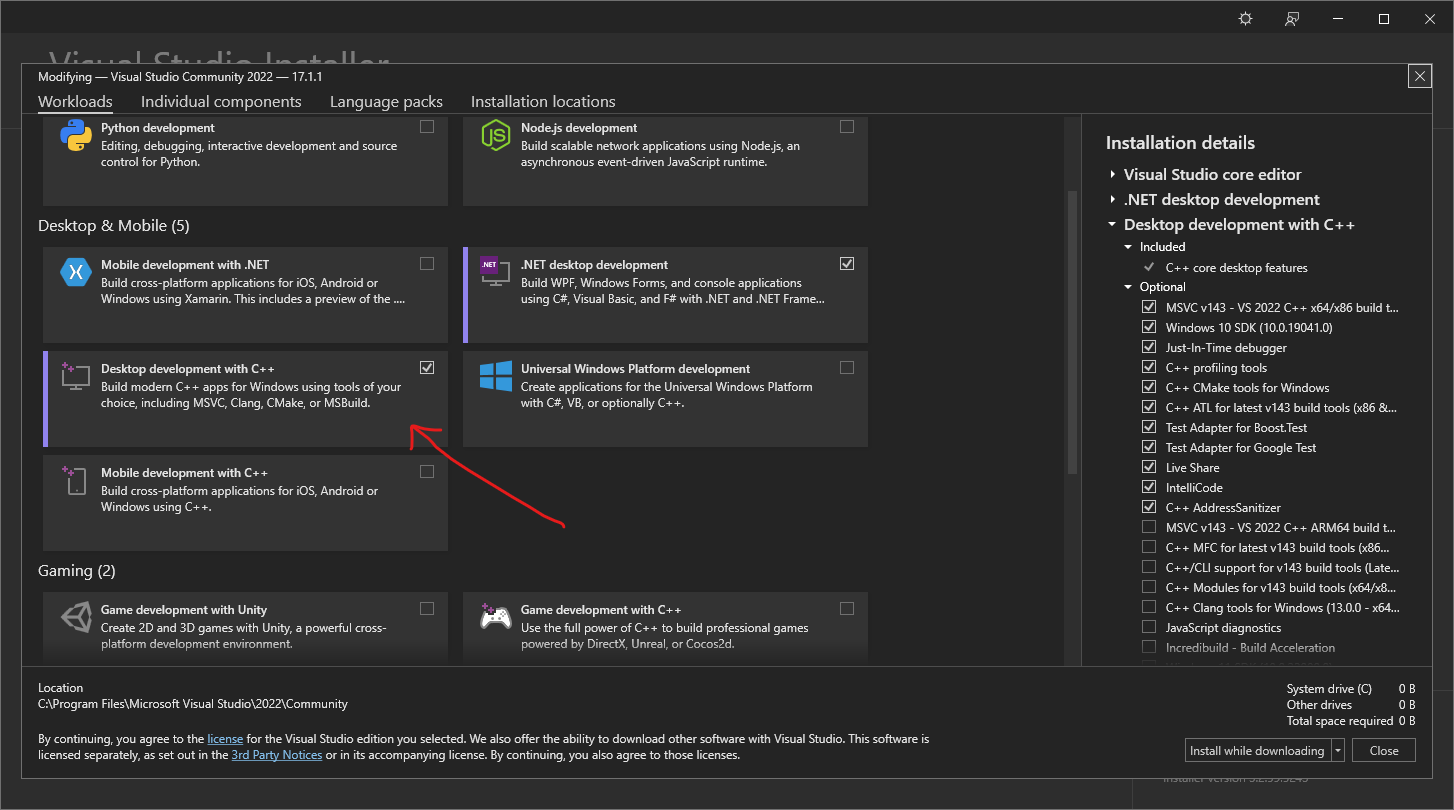 Visual Studio Installer
Modifying — Visual Studio Community 2022 — 17.1.1
Workloads
Individual components
Language packs
Installation locations
Python development
Editing, debugging, interactive development and source
control for Python.
Node.js development
Build scalable network applications using Node.js, an
asynchronous event-driven JavaScript runtime.
Desktop & Mobile (5)
Mobile development with .NET
Build cross-platform applications for iOS, Android or
Windows using Xamarin. This includes a preview of the ....
.NET
.NET desktop development
Build WPF, Windows Forms, and console applications
using C#, Visual Basic, and F# with .NET and .NET Frame...
Desktop development with C++
Build modern C++ apps for Windows using tools of your
choice, including MSVC, Clang, CMake, or MSBuild.
Universal Windows Platform development
Create applications for the Universal Windows Platform
with C#, VB, or optionally C++.
Mobile development with C++
Build cross-platform applications for iOS, Android or
Windows using C++.
Gaming (2)
Game development with Unity
Create 2D and 3D games with Unity, a powerful cross-
platform development environment.
Game development with C++
Use the full power of C++ to build professional games
powered by DirectX, Unreal, or Cocos2d.
Installation details
Visual Studio core editor
.NET desktop development
Desktop development with C++
Included
C++ core desktop features
Optional
MSVC v143 - VS 2022 C++ x64/x86 build t...
Windows 10 SDK (10.0.19041.0)
Just-In-Time debugger
C++ profiling tools
C++ CMake tools for Windows
C++ ATL for latest v143 build tools (x86 &...
Test Adapter for Boost.Test
Test Adapter for Google Test
Live Share
IntelliCode
C++ AddressSanitizer
MSVC v143 - VS 2022 C++ ARM64 build t...
C++ MFC for latest v143 build tools (x86...
C++/CLI support for v143 build tools (Late...
C++ Modules for v143 build tools (x64/x8...
C++ Clang tools for Windows (13.0.0 - x64...
JavaScript diagnostics
Incredibuild - Build Acceleration
Location
C:\Program Files\Microsoft Visual Studio\2022\Community
By continuing, you agree to the license for the Visual Studio edition you selected. We also offer the ability to download other software with Visual Studio. This software is
licensed separately, as set out in the 3rd Party Notices or in its accompanying license. By continuing, you also agree to those licenses.
System drive (C) 0 B
Other drives 0 B
Total space required 0 B
Install while downloading
Close